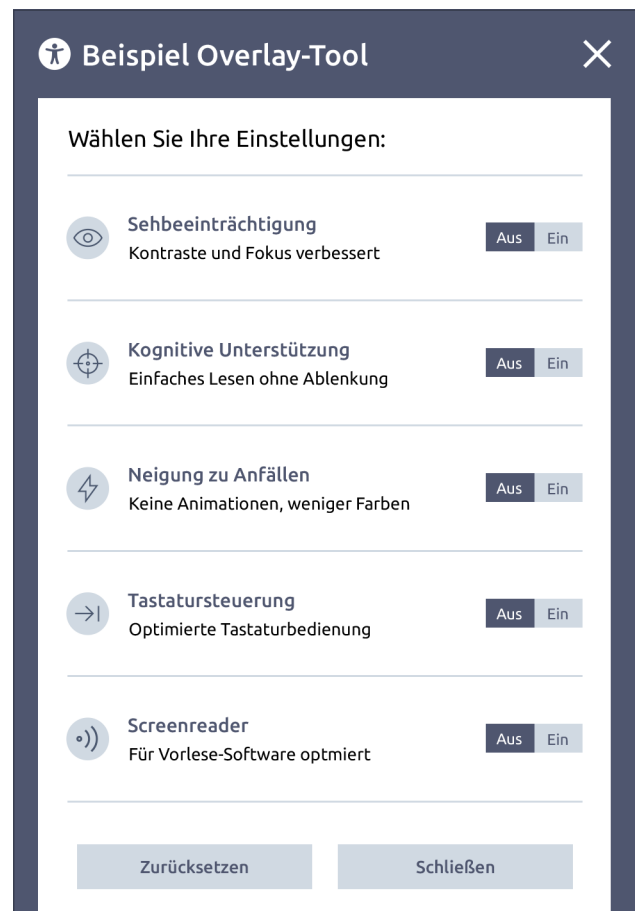 Beispiel Overlay-Tool
Wählen Sie Ihre Einstellungen:
Sehbeeinträchtigung
Kontraste und Fokus verbessert
Aus Ein
Kognitive Unterstützung
Einfaches Lesen ohne Ablenkung
Aus Ein
Neigung zu Anfällen
Keine Animationen, weniger Farben
Aus Ein
Tastatursteuerung
Optimierte Tastaturbedienung
Aus Ein
Screenreader
Für Vorlese-Software optmiert
Aus Ein
Zurücksetzen Schließen